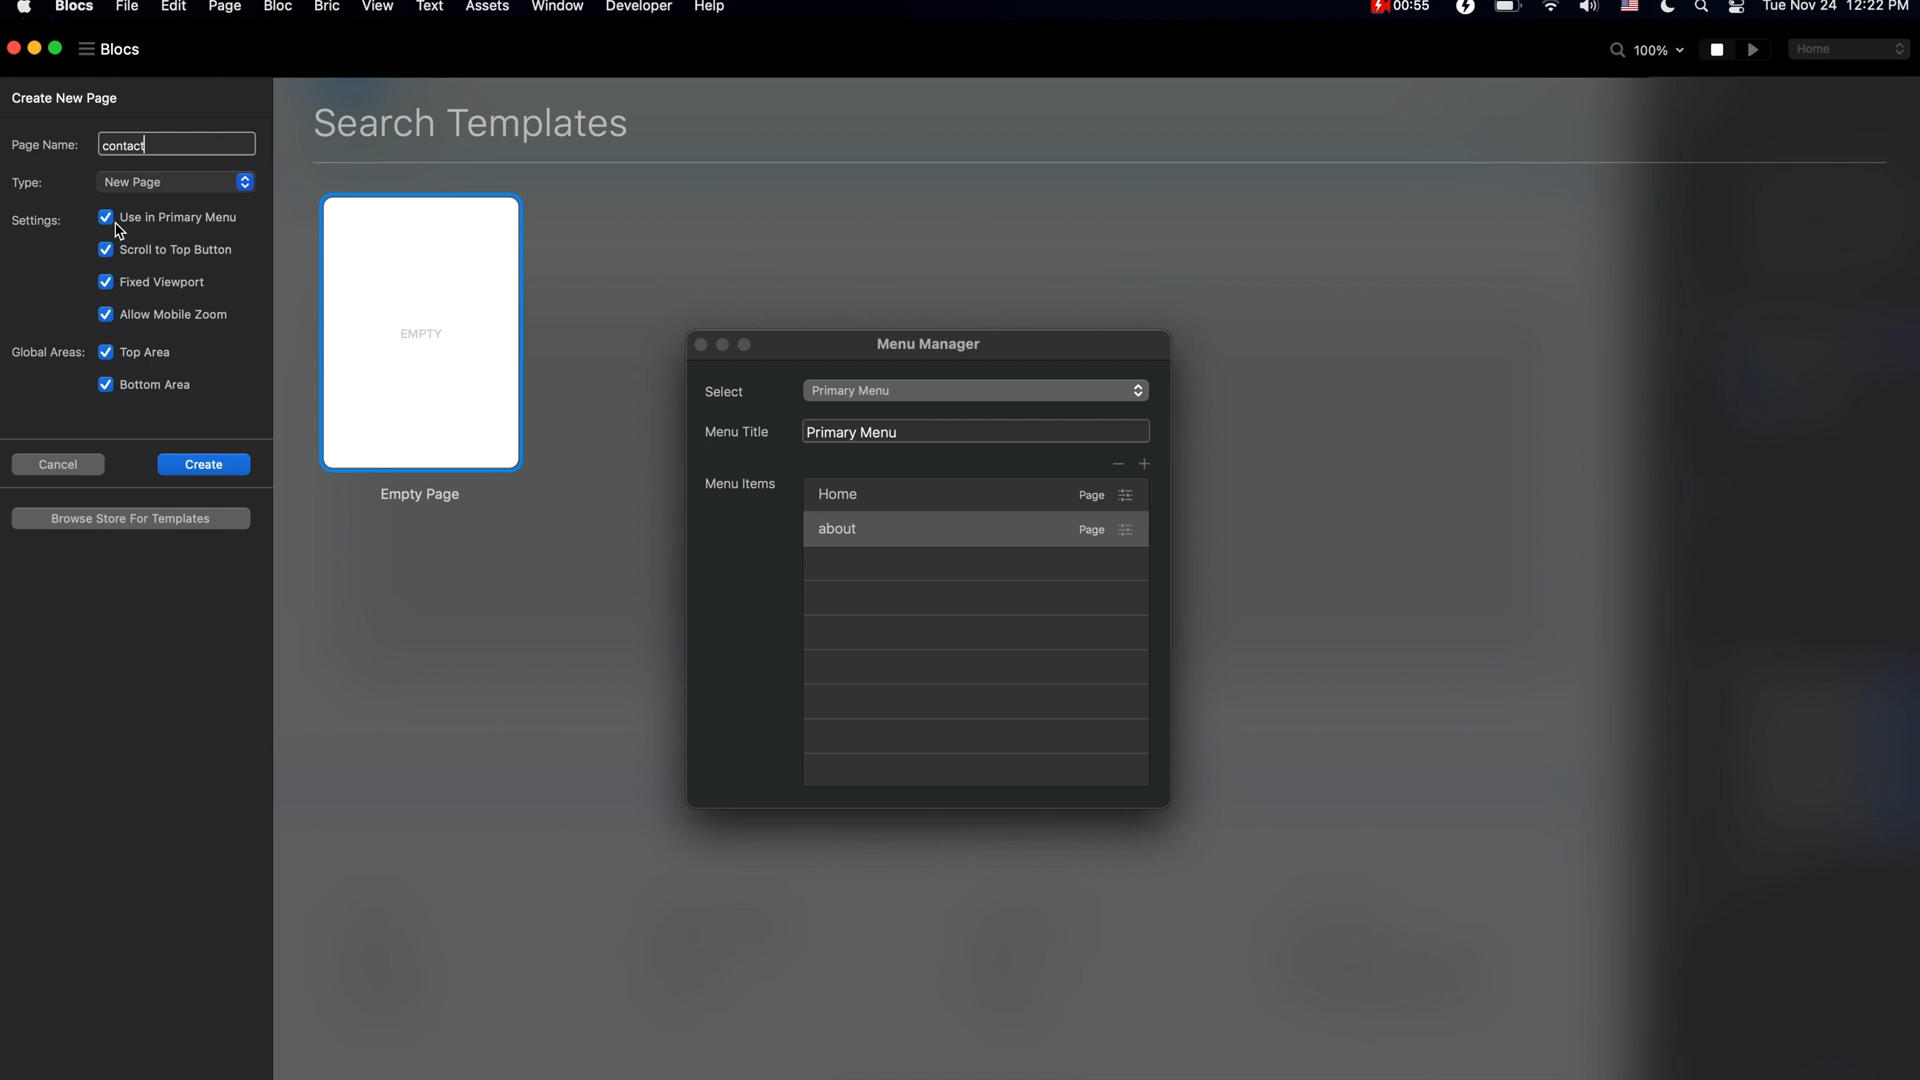 Blocs File Edit Page Bloc Bric View Text Assets Window Developer Help 00:55 Tue Nov 24 12:22 PM
Blocs 100% Home
Create New Page
Page Name: contact
Type: New Page
Settings: Use in Primary Menu
Scroll to Top Button
Fixed Viewport
Allow Mobile Zoom
Global Areas: Top Area
Bottom Area
Cancel Create
Browse Store For Templates
Search Templates
EMPTY
Empty Page
Menu Manager
Select Primary Menu
Menu Title Primary Menu
Menu Items
Home Page
about Page